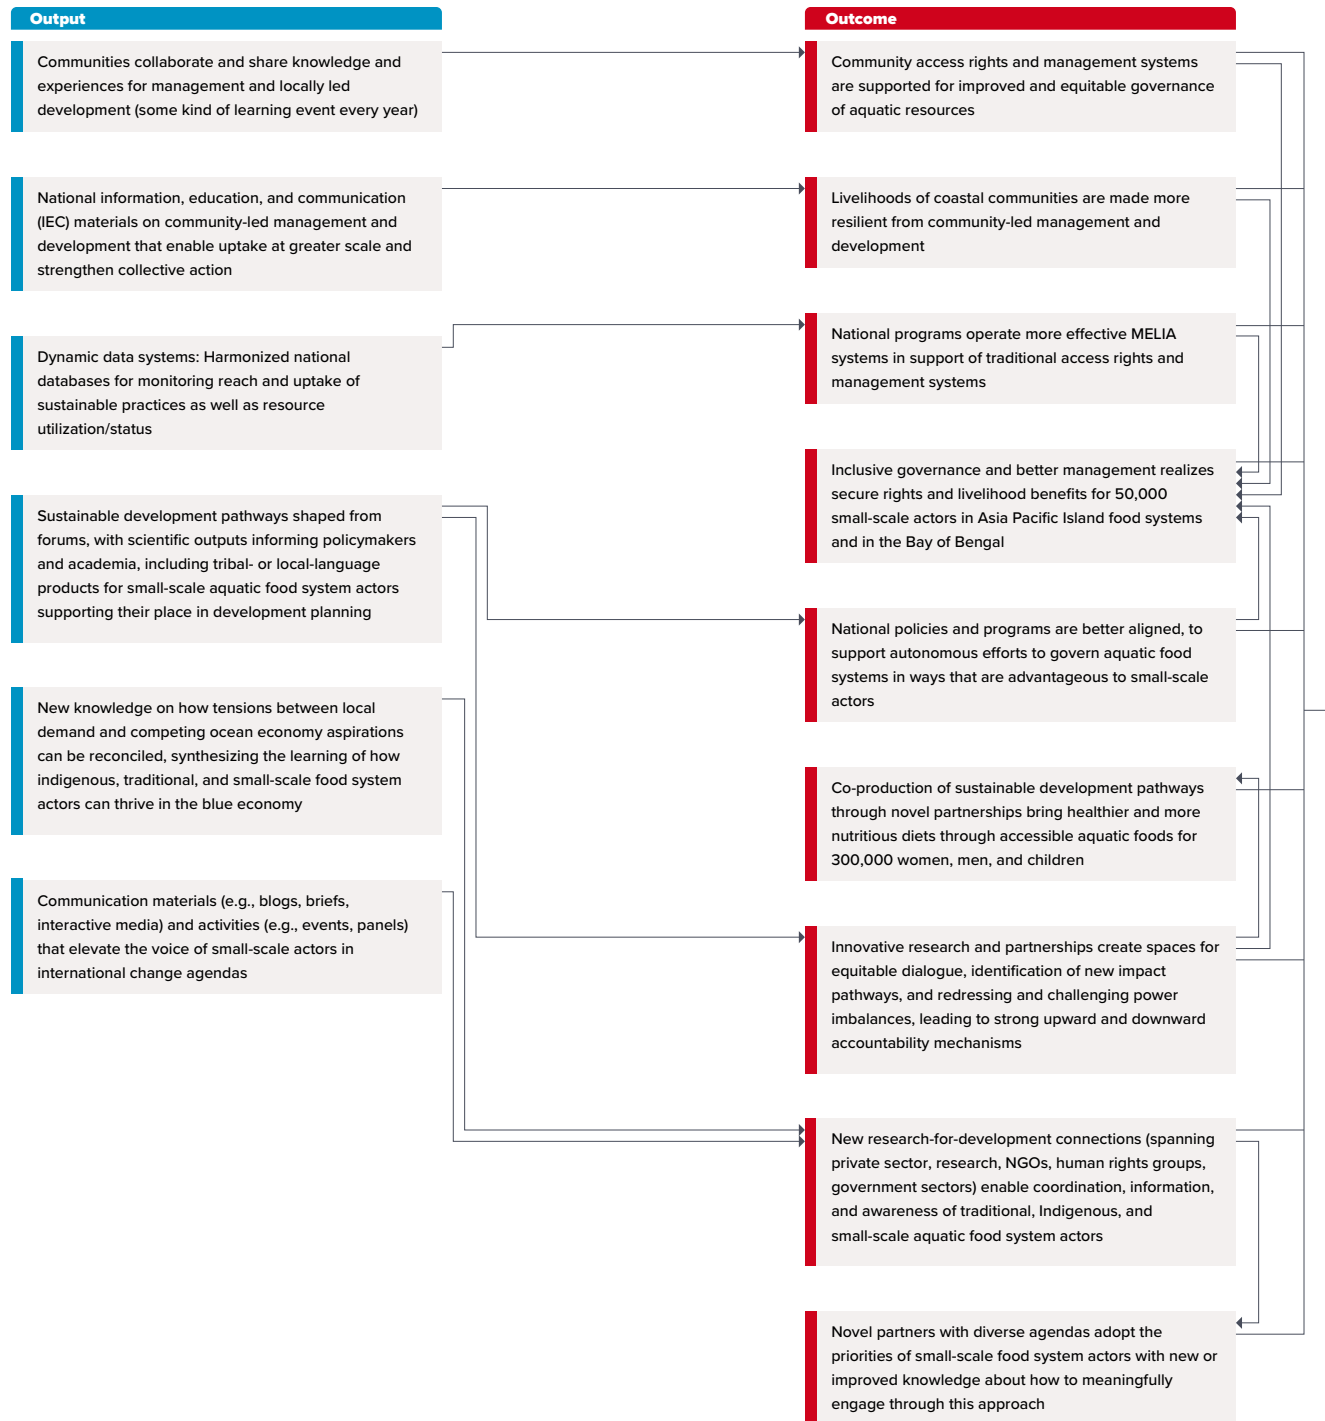 Output
Communities collaborate and share knowledge and
experiences for management and locally led
development (some kind of learning event every year)
National information, education, and communication
(IEC) materials on community-led management and
development that enable uptake at greater scale and
strengthen collective action
Dynamic data systems: Harmonized national
databases for monitoring reach and uptake of
sustainable practices as well as resource
utilization/status
Sustainable development pathways shaped from
forums, with scientific outputs informing policymakers
and academia, including tribal- or local-language
products for small-scale aquatic food system actors
supporting their place in development planning
New knowledge on how tensions between local
demand and competing ocean economy aspirations
can be reconciled, synthesizing the learning of how
indigenous, traditional, and small-scale food system
actors can thrive in the blue economy
Communication materials (e.g., blogs, briefs,
interactive media) and activities (e.g., events, panels)
that elevate the voice of small-scale actors in
international change agendas
Outcome
Community access rights and management systems
are supported for improved and equitable governance
of aquatic resources
Livelihoods of coastal communities are made more
resilient from community-led management and
development
National programs operate more effective MELIA
systems in support of traditional access rights and
management systems
Inclusive governance and better management realizes
secure rights and livelihood benefits for 50,000
small-scale actors in Asia Pacific Island food systems
and in the Bay of Bengal
National policies and programs are better aligned, to
support autonomous efforts to govern aquatic food
systems in ways that are advantageous to small-scale
actors
Co-production of sustainable development pathways
through novel partnerships bring healthier and more
nutritious diets through accessible aquatic foods for
300,000 women, men, and children
Innovative research and partnerships create spaces for
equitable dialogue, identification of new impact
pathways, and redressing and challenging power
imbalances, leading to strong upward and downward
accountability mechanisms
New research-for-development connections (spanning
private sector, research, NGOs, human rights groups,
government sectors) enable coordination, information,
and awareness of traditional, Indigenous, and
small-scale aquatic food system actors
Novel partners with diverse agendas adopt the
priorities of small-scale food system actors with new or
improved knowledge about how to meaningfully
engage through this approach